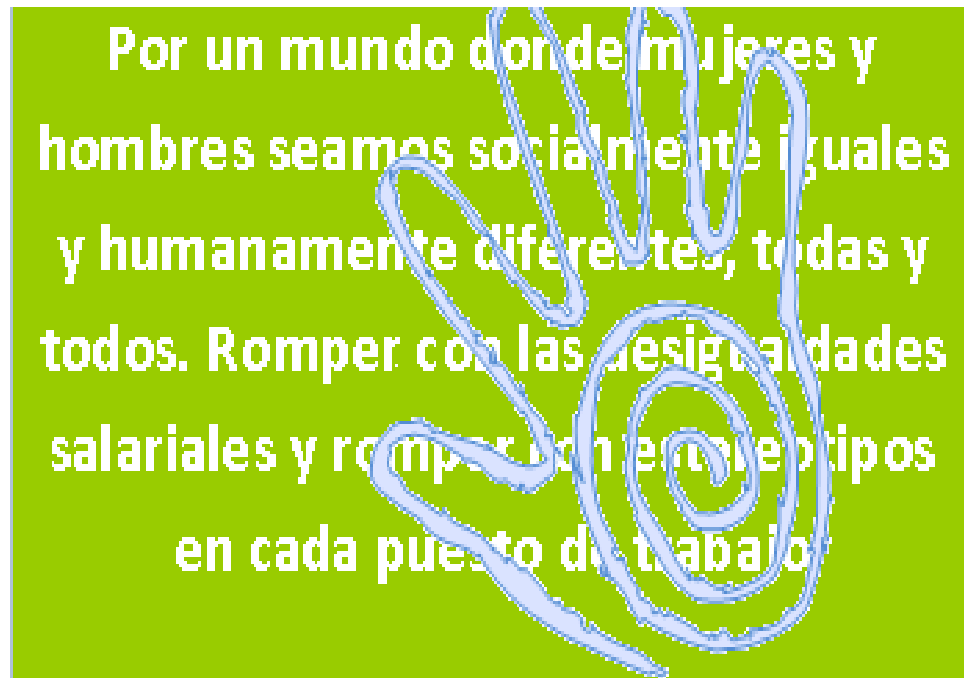 Por un mundo donde mujeres y
hombres seamos socialmente iguales
y humanamente diferentes, todas y
todos. Romper con las desigualdades
salariales y romper con estereotipos
en cada puesto de trabajo